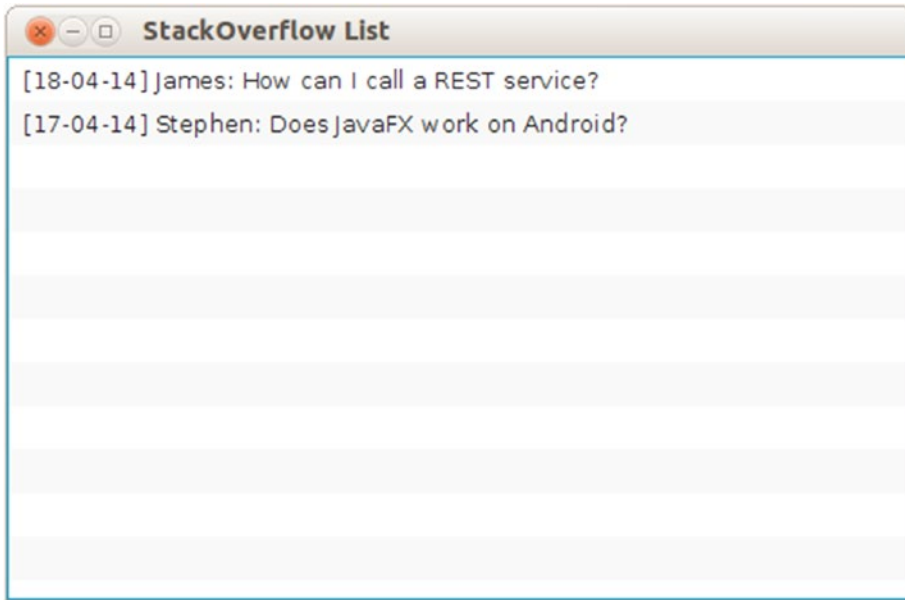 StackOverflow List
[18-04-14] James: How can I call a REST service?
[17-04-14] Stephen: Does JavaFX work on Android?